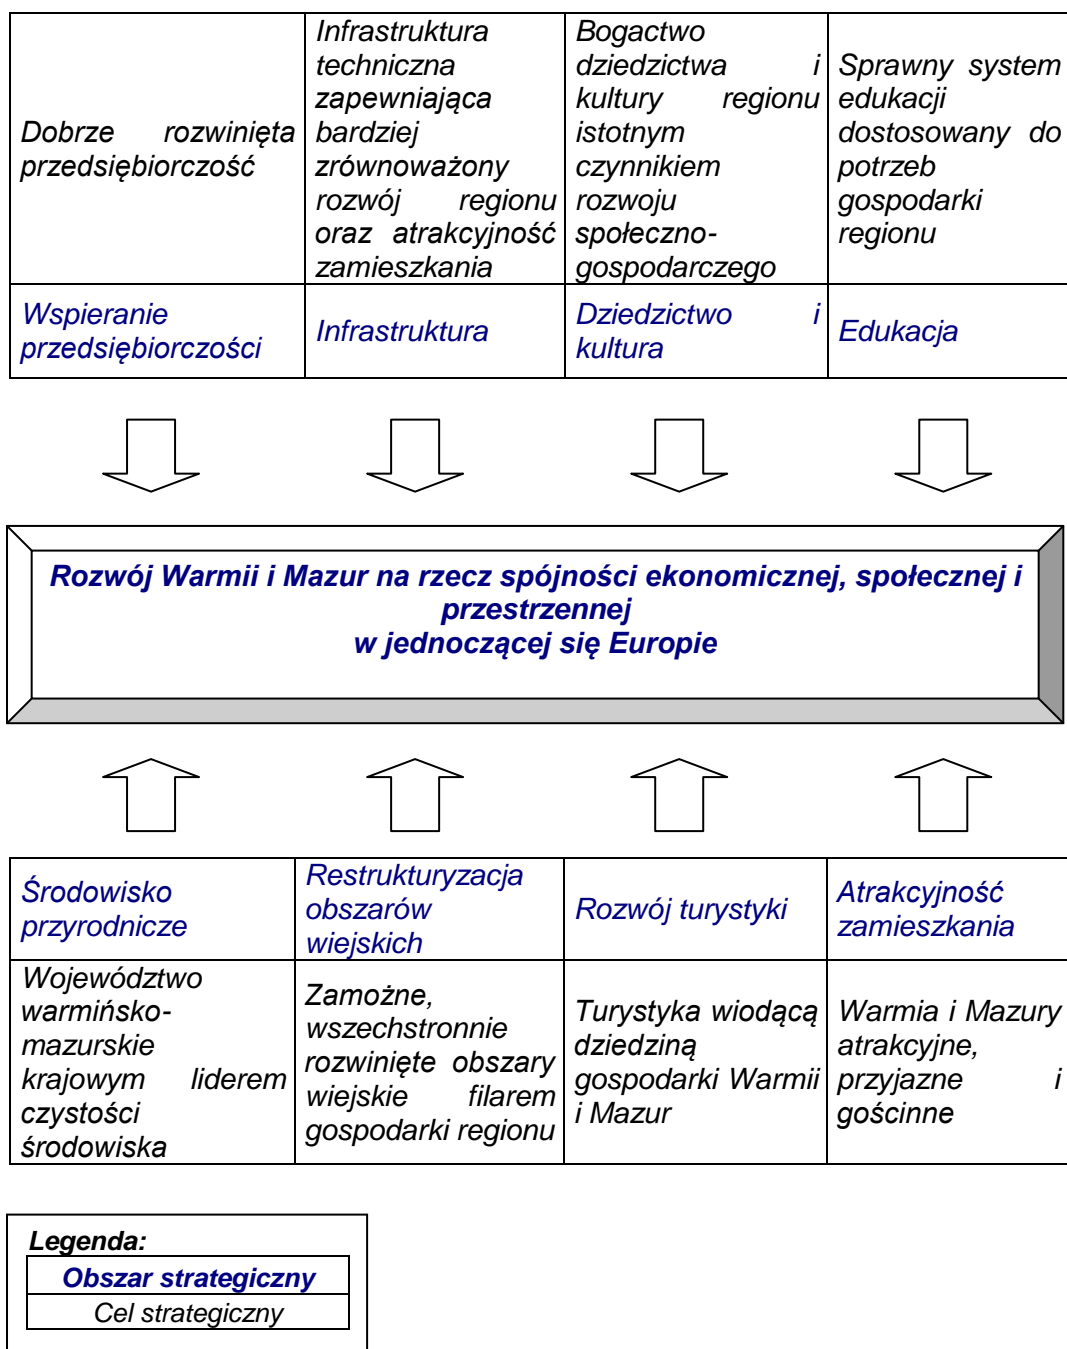 Dobrze rozwinięta
przedsiębiorczość
Infrastruktura
techniczna
zapewniająca
bardziej
zrównoważony
rozwój regionu
oraz atrakcyjność
zamieszkania
Bogactwo
dziedzictwa i
kultury regionu
istotnym
czynnikiem
rozwoju
społeczno-
gospodarczego
Sprawny system
edukacji
dostosowany do
potrzeb
gospodarki
regionu
Wspieranie
przedsiębiorczości
Infrastruktura
Dziedzictwo i
kultura
Edukacja
Rozwój Warmii i Mazur na rzecz spójności ekonomicznej, społecznej i
przestrzennej
w jednoczącej się Europie
Środowisko
przyrodnicze
Restrukturyzacja
obszarów
wiejskich
Rozwój turystyki
Atrakcyjność
zamieszkania
Województwo
warmińsko-
mazurskie
krajowym liderem
czystości
środowiska
Zamożne,
wszechstronnie
rozwinięte obszary
wiejskie filarem
gospodarki regionu
Turystyka wiodącą
dziedziną
gospodarki Warmii
i Mazur
Warmia i Mazury
atrakcyjne,
przyjazne i
gościnne
Legenda:
Obszar strategiczny
Cel strategiczny